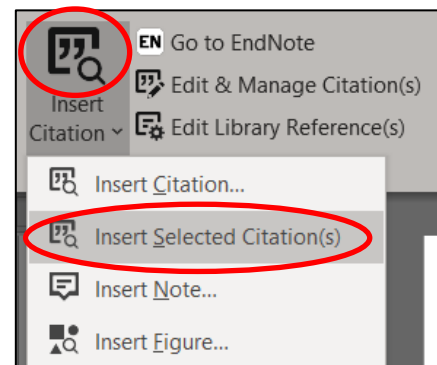 EN Go to EndNote
Edit & Manage Citation(s)
Insert
Citation
Edit Library Reference(s)
Insert Citation...
Insert Selected Citation(s)
Insert Note...
Insert Figure...